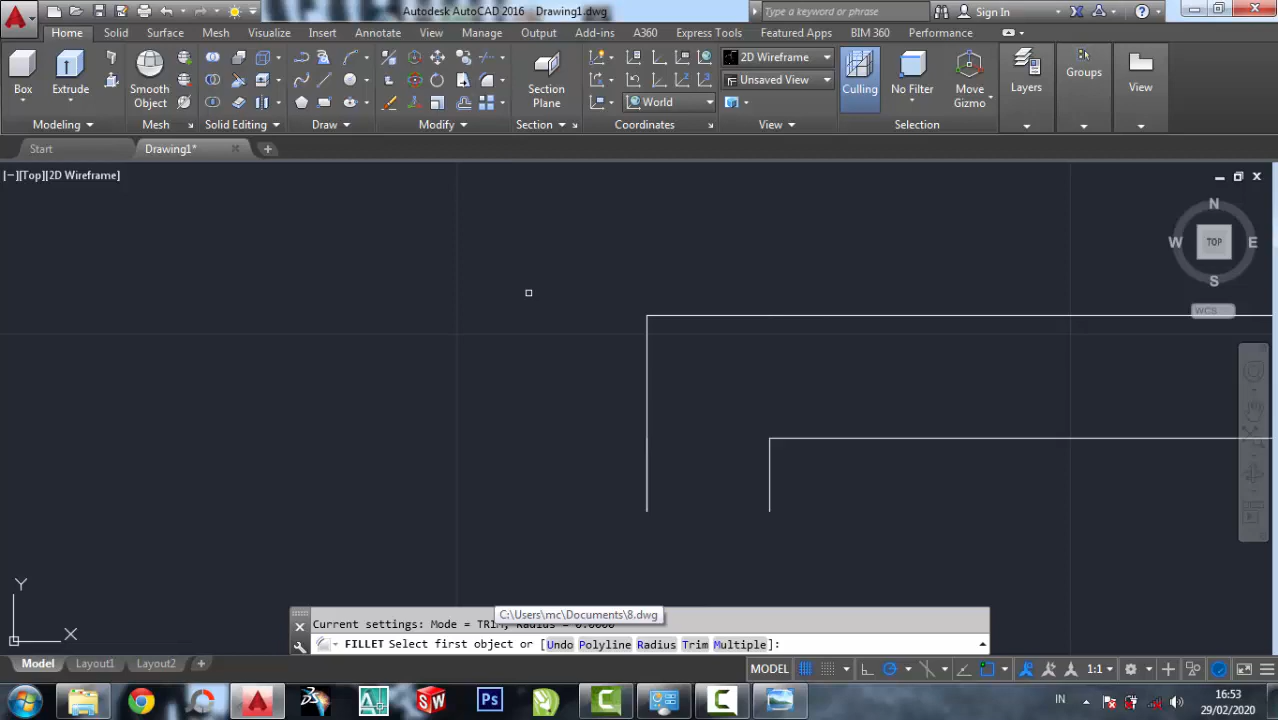 Autodesk AutoCAD 2016 Drawing1.dwg
Type a keyword or phrase
Sign In
Home Solid Surface Mesh Visualize Insert Annotate View Manage Output Add-ins A360 Express Tools Featured Apps BIM 360 Performance
2D Wireframe
Unsaved View
World
Box Extrude Smooth Object Section Plane Culling No Filter Move Gizmo Layers Groups View
Modeling Mesh Solid Editing Draw Modify Section Coordinates View Selection
Start Drawing1*
[−][Top][2D Wireframe]
N
W TOP E
S
WCS
Y
X
C:\Users\mc\Documents\8.dwg
Current settings: Mode = TRIM, Radius = 0.0000
FILLET Select first object or [Undo Polyline Radius Trim Multiple]:
Model Layout1 Layout2
MODEL 1:1
IN 16:53
29/02/2020